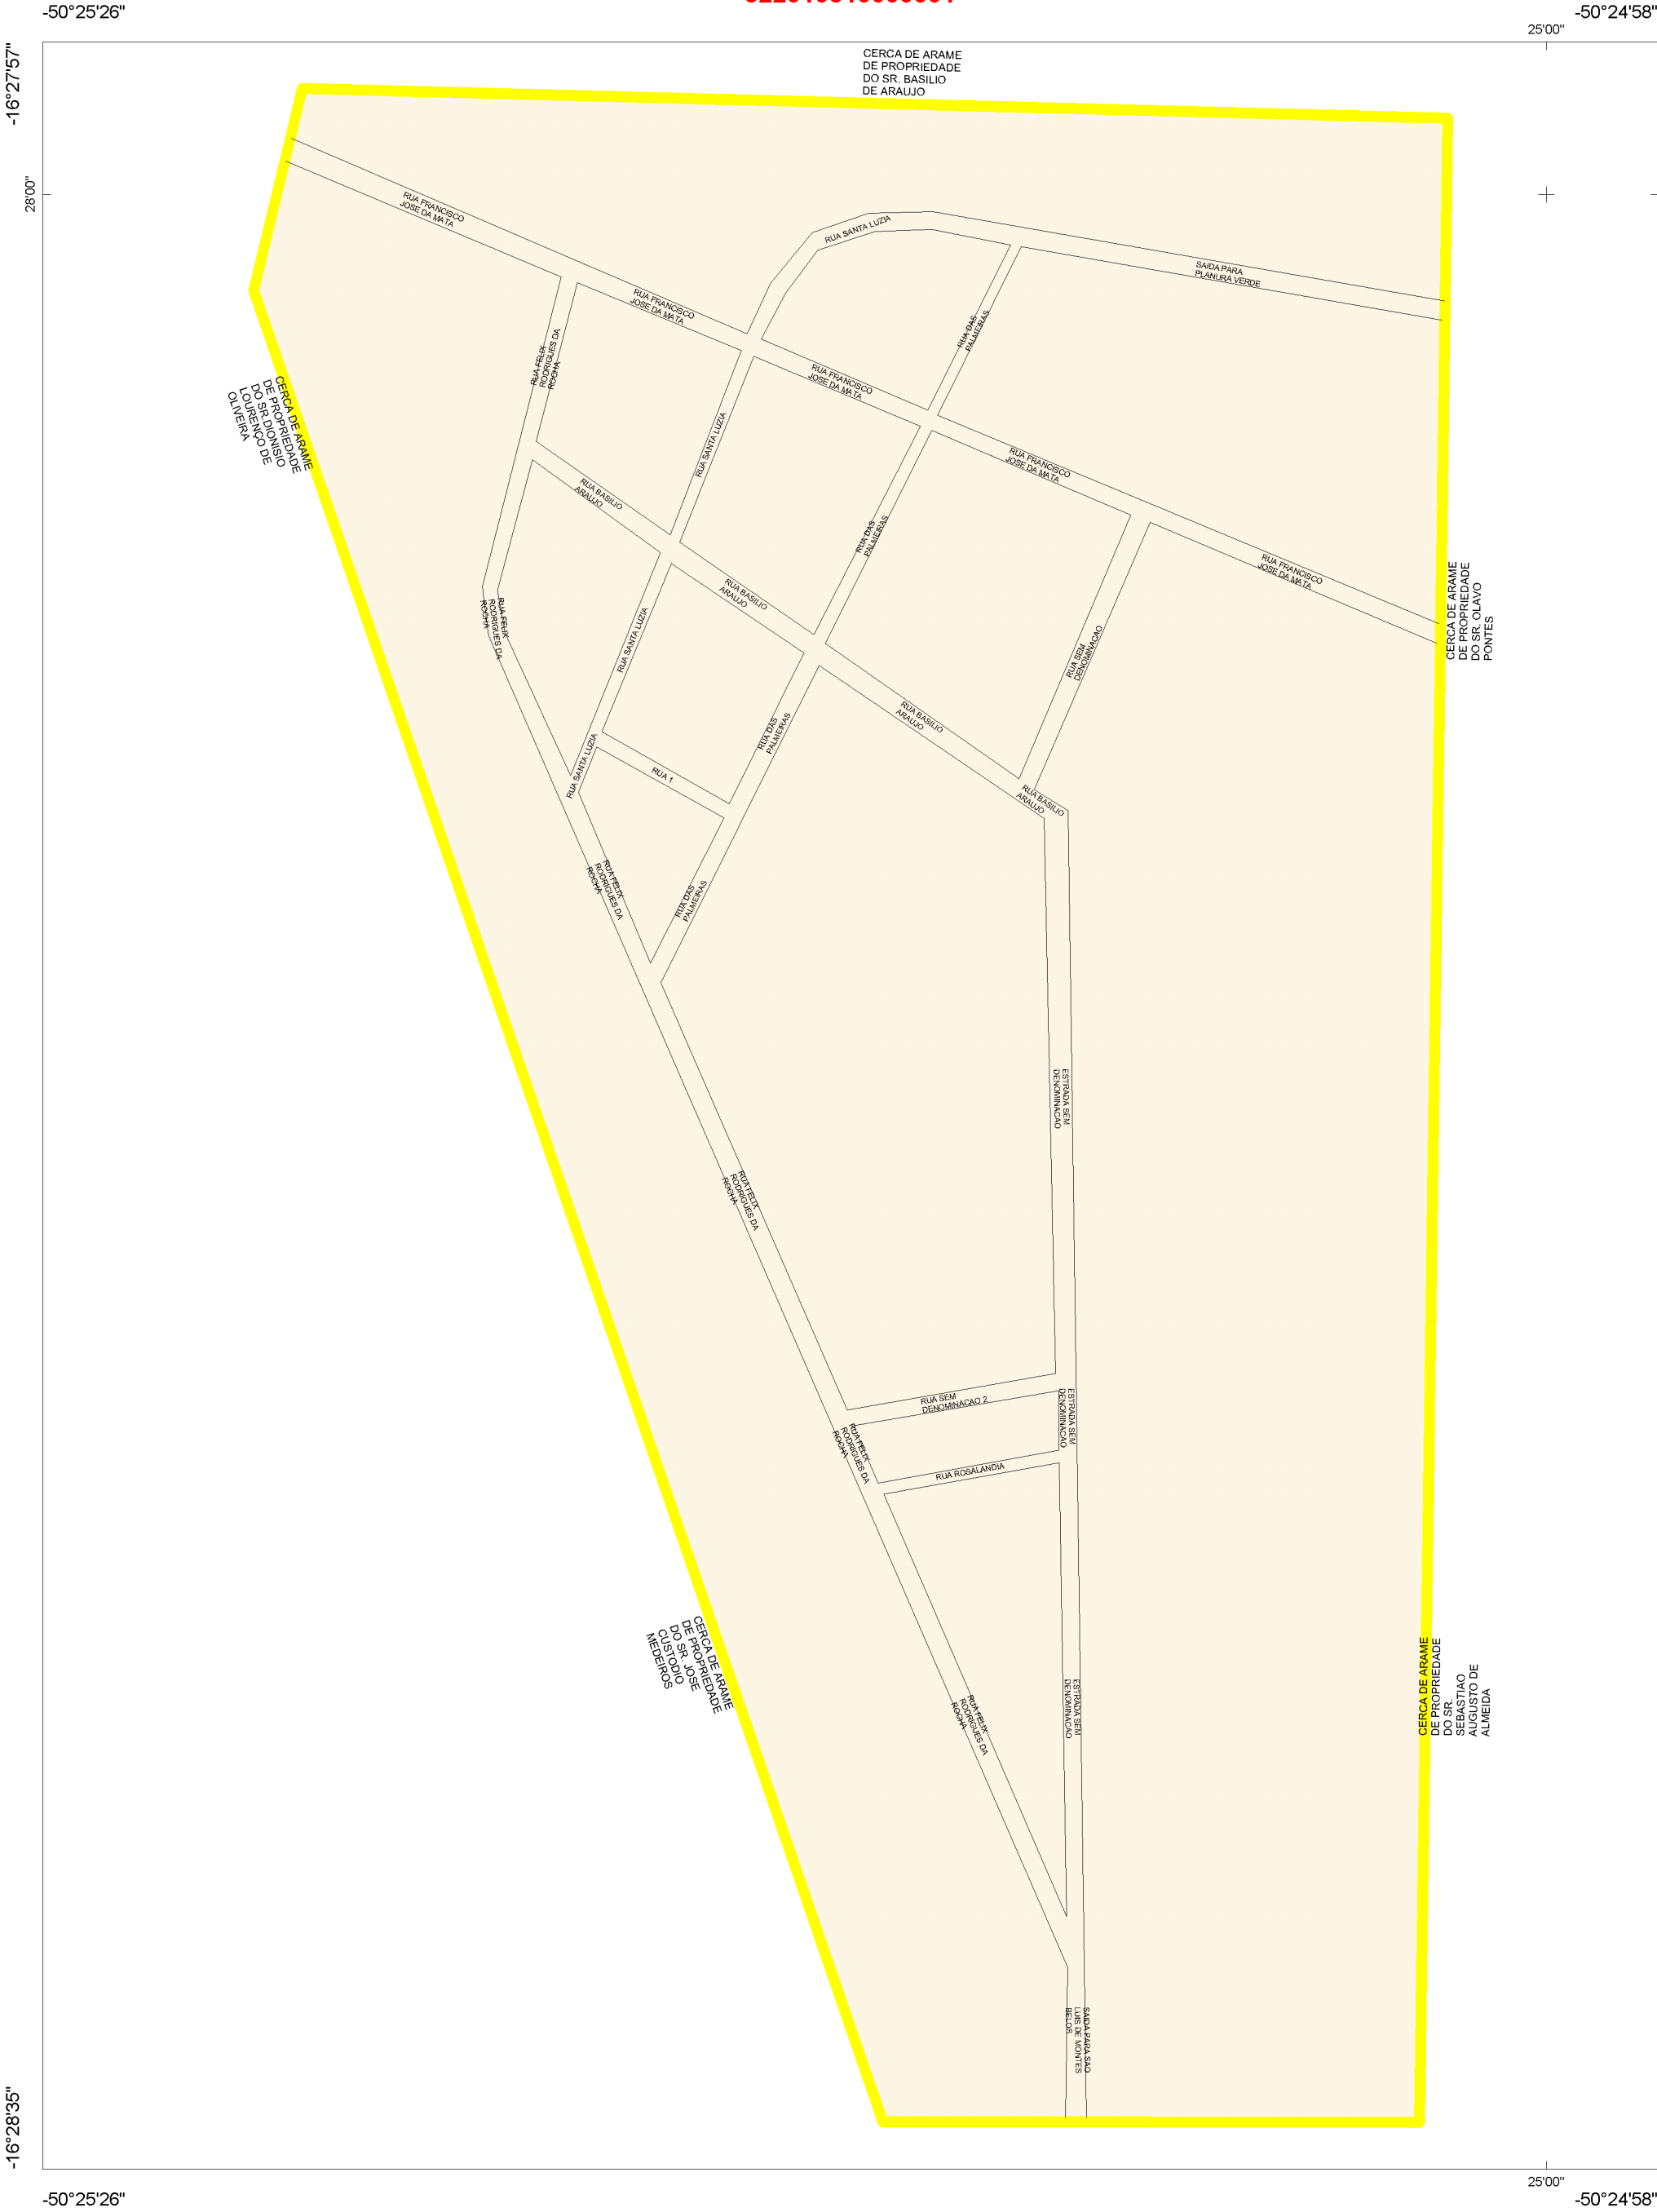 -50°25'26"
-50°24'58"
25'00"
-16°27'57"
CERCA DE ARAME
DE PROPRIEDADE
DO SR. BASILIO
DE ARAUJO
28'00"
RUA FRANCISCO
JOSE DA MATA
RUA SANTA LUZIA
SAIDA PARA
PLANURA VERDE
RUA FRANCISCO
JOSE DA MATA
RUA DAS
PALMEIRAS
RUA FELIX
RODRIGUES DA
ROCHA
RUA FRANCISCO
JOSE DA MATA
CERCA DE ARAME
DE PROPRIEDADE
DO SR.DIONISIO
LOURENÇO DE
OLIVEIRA
RUA SANTA LUZIA
RUA FRANCISCO
JOSE DA MATA
RUA BASILIO
ARAUJO
RUA DAS
PALMEIRAS
RUA FRANCISCO
JOSE DA MATA
CERCA DE ARAME
DE PROPRIEDADE
DO SR. OLAVO
PONTES
RUA BASILIO
ARAUJO
RUA FELIX
RODRIGUES DA
ROCHA
RUA SANTA LUZIA
RUA SEM
DENOMINACAO
RUA BASILIO
ARAUJO
RUA DAS
PALMEIRAS
RUA SANTA LUZIA
RUA 1
RUA BASILIO
ARAUJO
RUA FELIX
RODRIGUES DA
ROCHA
RUA DAS
PALMEIRAS
ESTRADA SEM
DENOMINACAO
RUA FELIX
RODRIGUES DA
ROCHA
RUA SEM
DENOMINACAO 2
ESTRADA SEM
DENOMINACAO
RUA FELIX
RODRIGUES DA
ROCHA
RUA ROSALANDIA
CERCA DE ARAME
DE PROPRIEDADE
DO SR. JOSE
CUSTODIO
MEDEIROS
CERCA DE ARAME
DE PROPRIEDADE
DO SR.
SEBASTIAO
AUGUSTO DE
ALMEIDA
ESTRADA SEM
DENOMINACAO
RUA FELIX
RODRIGUES DA
ROCHA
SAIDA PARA SAO
LUIS DE MONTES
BELOS
-16°28'35"
25'00"
-50°25'26"
-50°24'58"